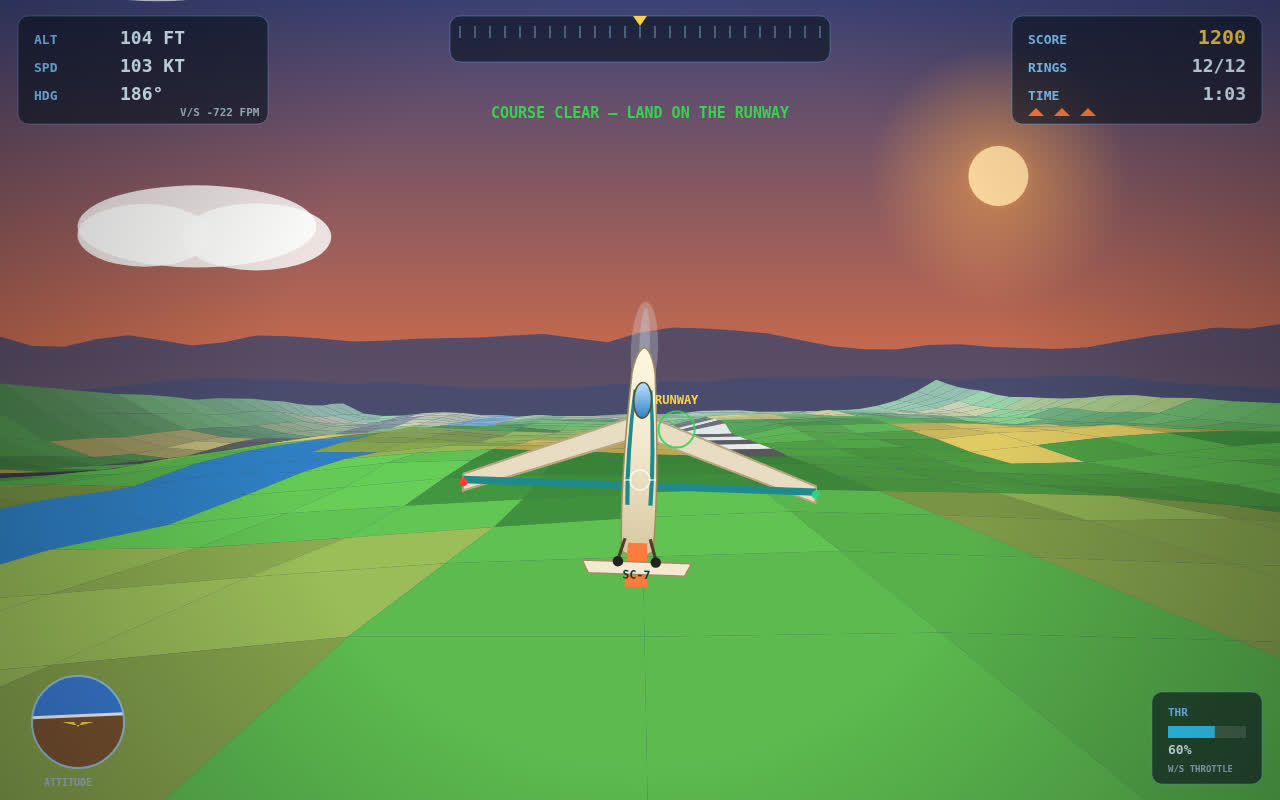 ALT 104 FT
SPD 103 KT
HDG 186°
V/S -722 FPM
COURSE CLEAR — LAND ON THE RUNWAY
SCORE 1200
RINGS 12/12
TIME 1:03
RUNWAY
SC-7
ATTITUDE
THR
60%
W/S THROTTLE